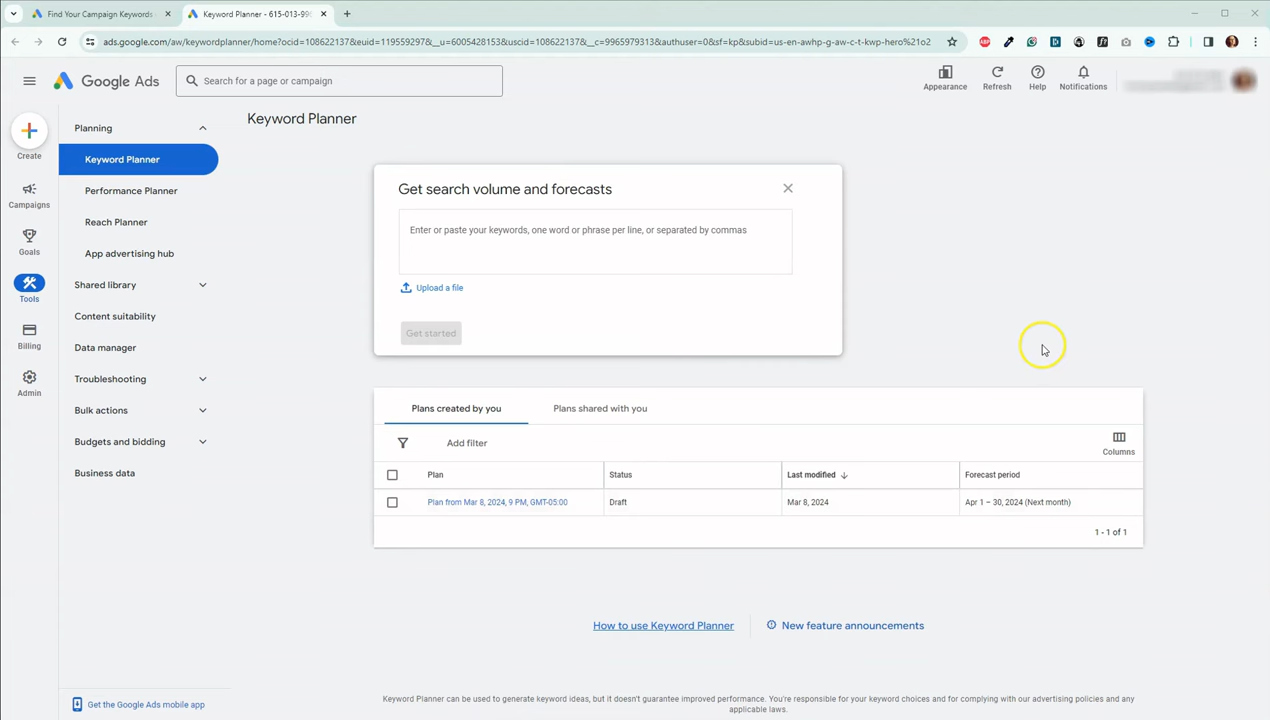 Find Your Campaign Keywords
Keyword Planner - 615-013-99
ads.google.com/aw/keywordplanner/home?ocid=108622137&euid=119559297&__u=6005428153&uscid=108622137&__c=9965979313&authuser=0&sf=kp&subid=us-en-awhp-g-aw-c-t-kwp-hero%21o2
Google Ads
Search for a page or campaign
Appearance
Refresh
Help
Notifications
Create
Campaigns
Goals
Tools
Billing
Admin
Planning
Keyword Planner
Performance Planner
Reach Planner
App advertising hub
Shared library
Content suitability
Data manager
Troubleshooting
Bulk actions
Budgets and bidding
Business data
Get the Google Ads mobile app
Keyword Planner
Get search volume and forecasts
Enter or paste your keywords, one word or phrase per line, or separated by commas
Upload a file
Get started
Plans created by you
Plans shared with you
Add filter
Columns
Plan Status Last modified Forecast period
Plan from Mar 8, 2024, 9 PM, GMT-05:00 Draft Mar 8, 2024 Apr 1 – 30, 2024 (Next month)
1 - 1 of 1
How to use Keyword Planner
New feature announcements
Keyword Planner can be used to generate keyword ideas, but it doesn't guarantee improved performance. You're responsible for your keyword choices and for complying with our advertising policies and any
applicable laws.